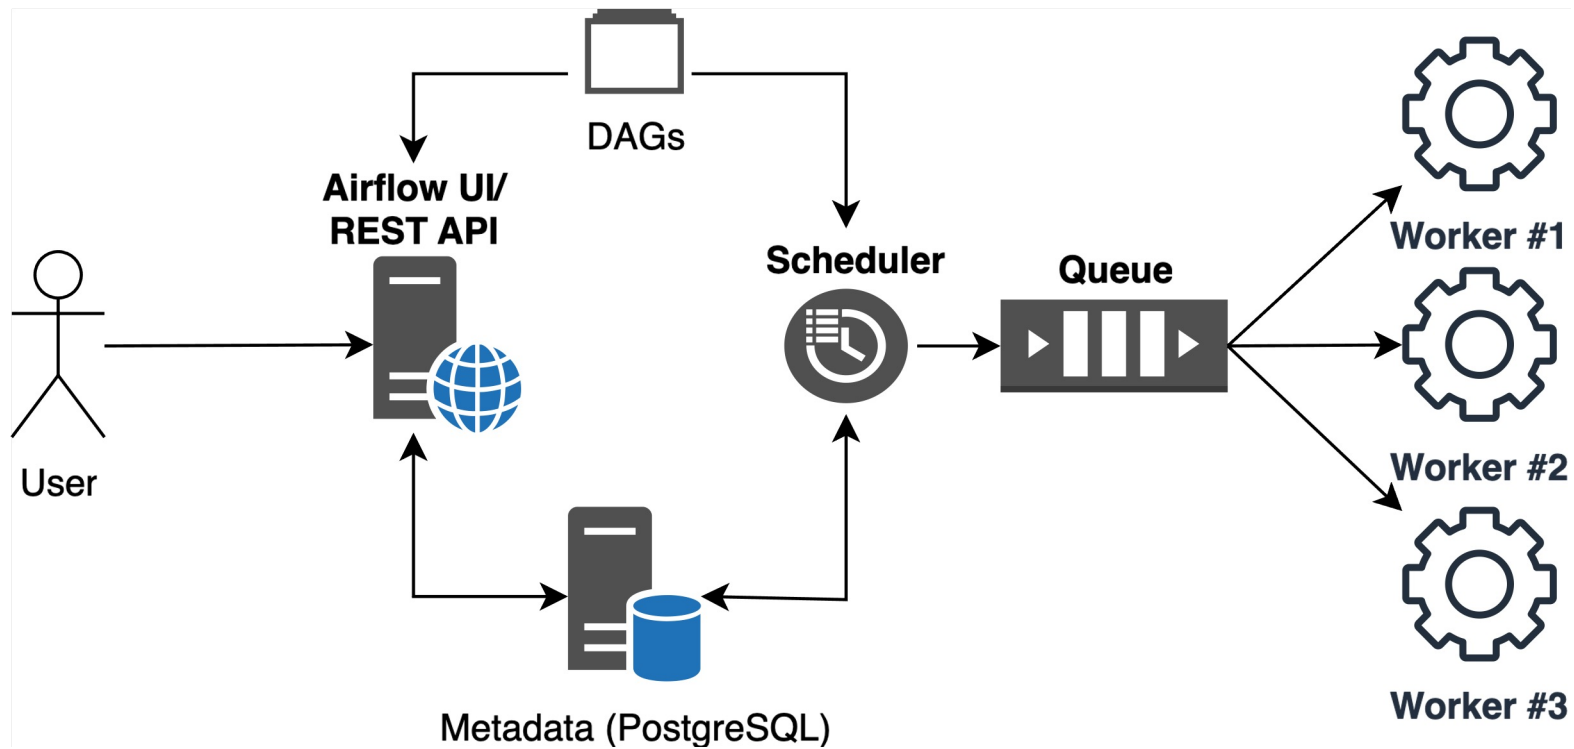 DAGs
Airflow UI/
REST API
Scheduler
Queue
User
Metadata (PostgreSQL)
Worker #1
Worker #2
Worker #3